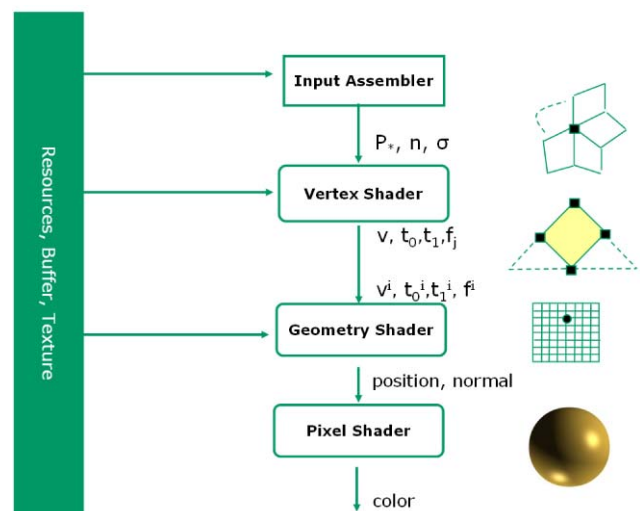 Resources, Buffer, Texture
Input Assembler
P*, n, σ
Vertex Shader
v, t₀,t₁,fⱼ
vⁱ, t₀ⁱ,t₁ⁱ, fⁱ
Geometry Shader
position, normal
Pixel Shader
color